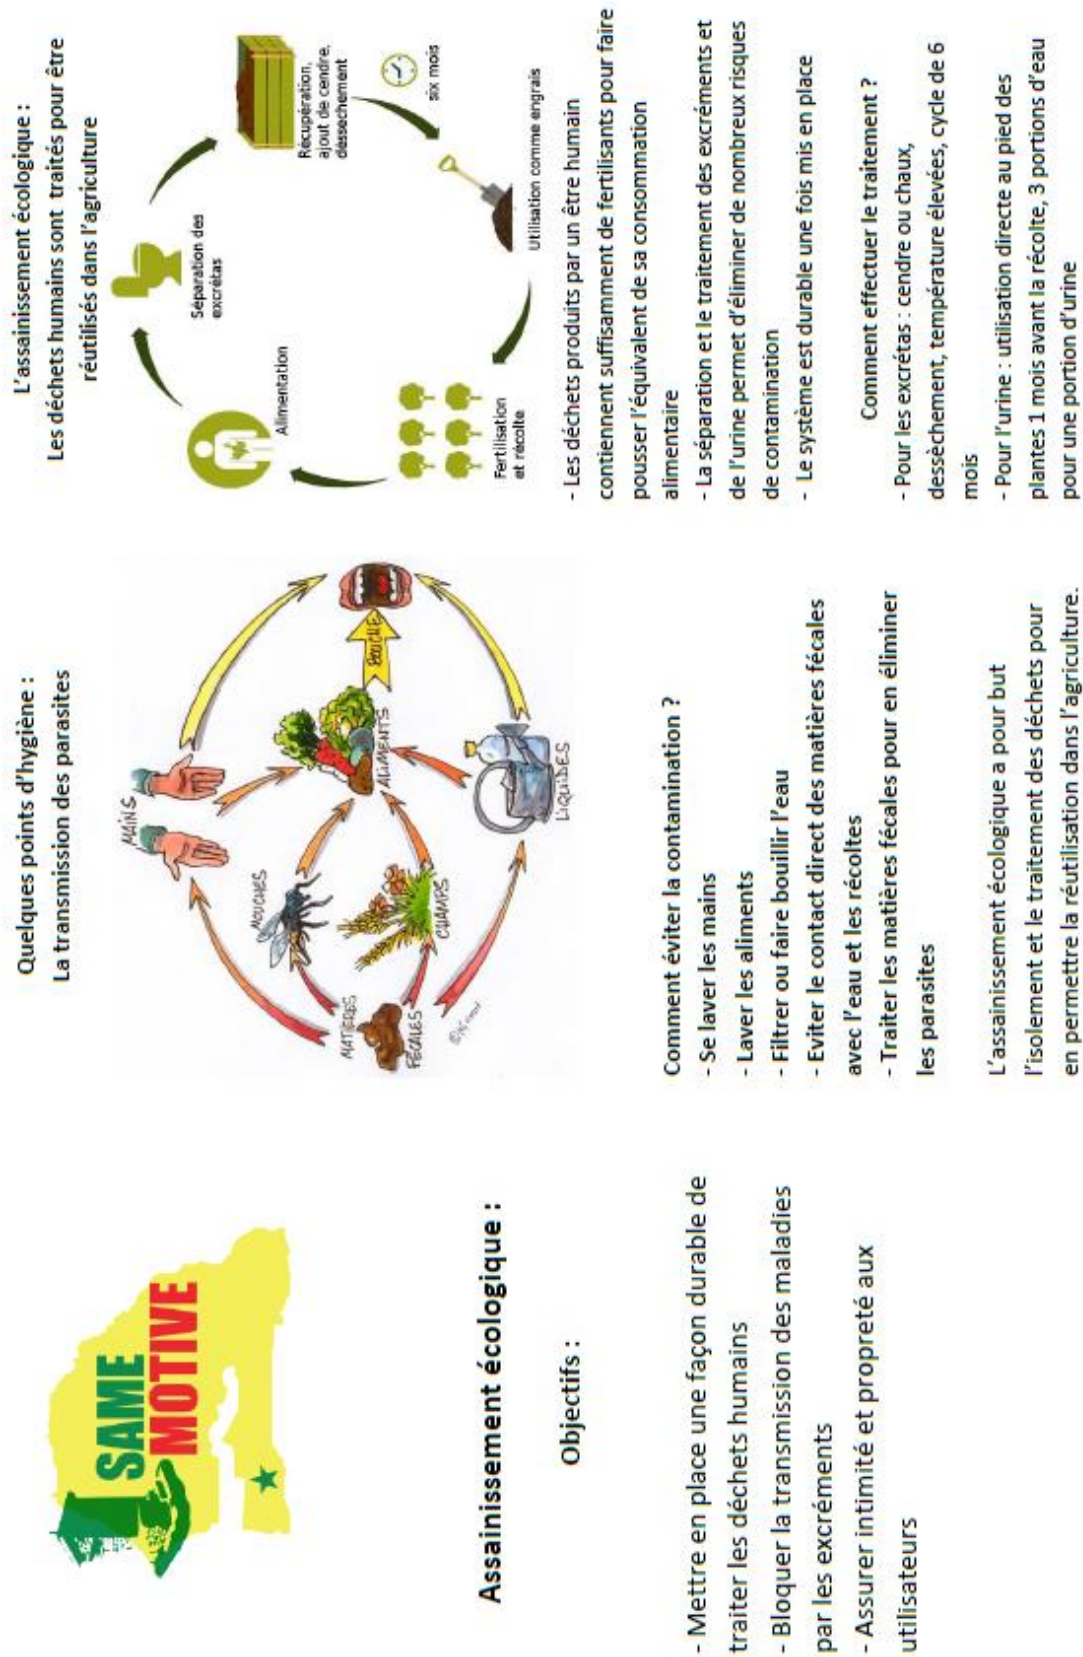 SAME
MOTIVE
Assainissement écologique :
Objectifs :
- Mettre en place une façon durable de
traiter les déchets humains
- Bloquer la transmission des maladies
par les excréments
- Assurer intimité et propreté aux
utilisateurs
Quelques points d'hygiène :
La transmission des parasites
MAINS
MOUCHES
MATIÈRES
FÉCALES
CHAMPS
ALIMENTS
BOUCHE
LIQUIDES
Comment éviter la contamination ?
- Se laver les mains
- Laver les aliments
- Filtrer ou faire bouillir l'eau
- Eviter le contact direct des matières fécales
avec l'eau et les récoltes
- Traiter les matières fécales pour en éliminer
les parasites
L'assainissement écologique a pour but
l'isolement et le traitement des déchets pour
en permettre la réutilisation dans l'agriculture.
L'assainissement écologique :
Les déchets humains sont traités pour être
réutilisés dans l'agriculture
Séparation des
excrétas
Récupération,
ajout de cendre,
dessechement
six mois
Utilisation comme engrais
Fertilisation
et récolte
Alimentation
- Les déchets produits par un être humain
contiennent suffisamment de fertilisants pour faire
pousser l'équivalent de sa consommation
alimentaire
- La séparation et le traitement des excréments et
de l'urine permet d'éliminer de nombreux risques
de contamination
- Le système est durable une fois mis en place
Comment effectuer le traitement ?
- Pour les excrétas : cendre ou chaux,
dessèchement, température élevées, cycle de 6
mois
- Pour l'urine : utilisation directe au pied des
plantes 1 mois avant la récolte, 3 portions d'eau
pour une portion d'urine